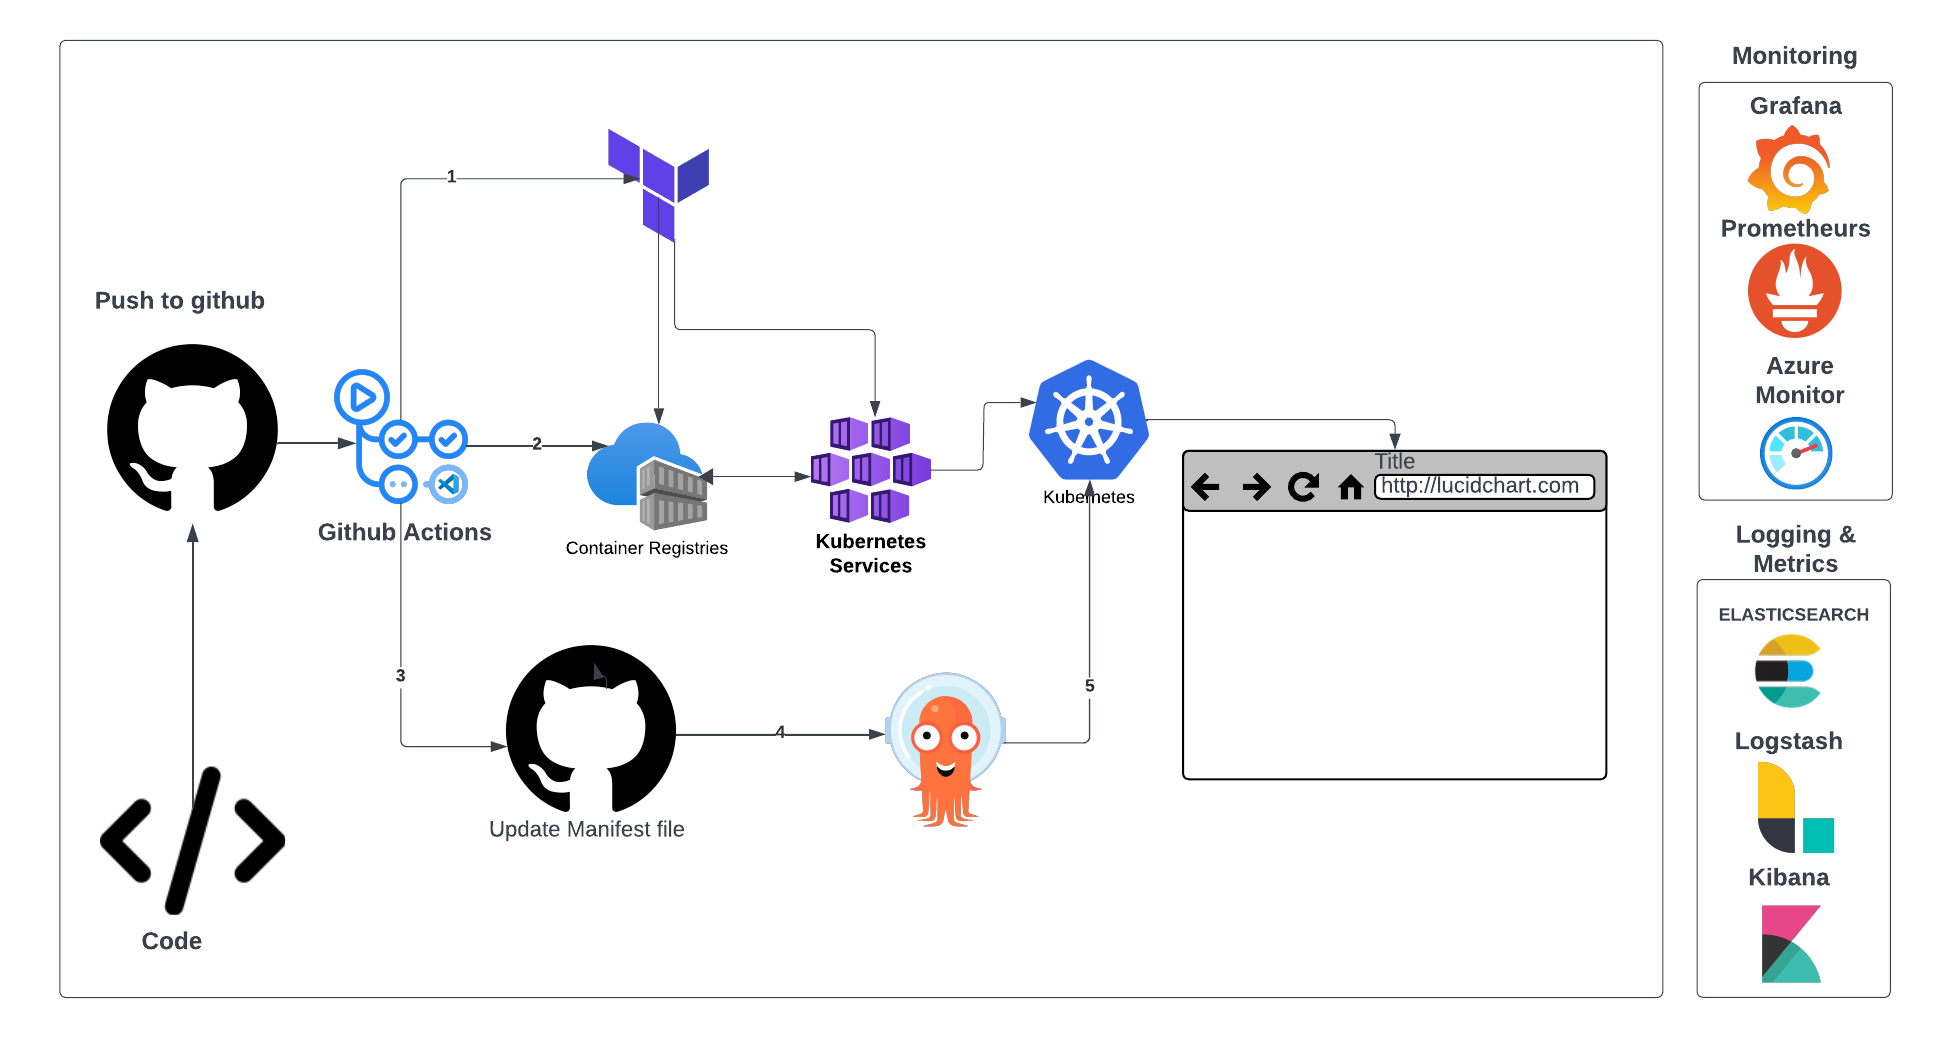 Push to github
Github Actions
Code
1
2
3
4
5
Container Registries
Kubernetes
Services
Kubernetes
Update Manifest file
Title
http://lucidchart.com
Monitoring
Grafana
Prometheurs
Azure
Monitor
Logging &
Metrics
ELASTICSEARCH
Logstash
Kibana